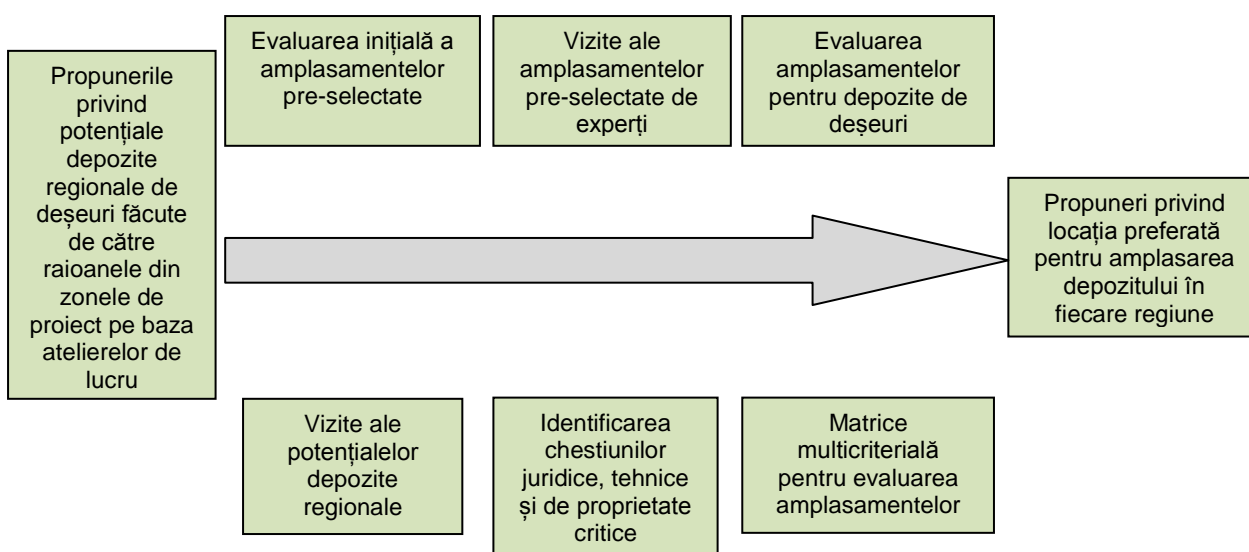 Propunerile
privind
potențiale
depozite
regionale de
deșeuri făcute
de către
raioanele din
zonele de
proiect pe baza
atelierelor de
lucru
Evaluarea inițială a
amplasamentelor
pre-selectate
Vizite ale
amplasamentelor
pre-selectate de
experți
Evaluarea
amplasamentelor
pentru depozite de
deșeuri
Vizite ale
potențialelor
depozite
regionale
Identificarea
chestiunilor
juridice, tehnice
și de proprietate
critice
Matrice
multicriterială
pentru evaluarea
amplasamentelor
Propuneri privind
locația preferată
pentru amplasarea
depozitului în
fiecare regiune